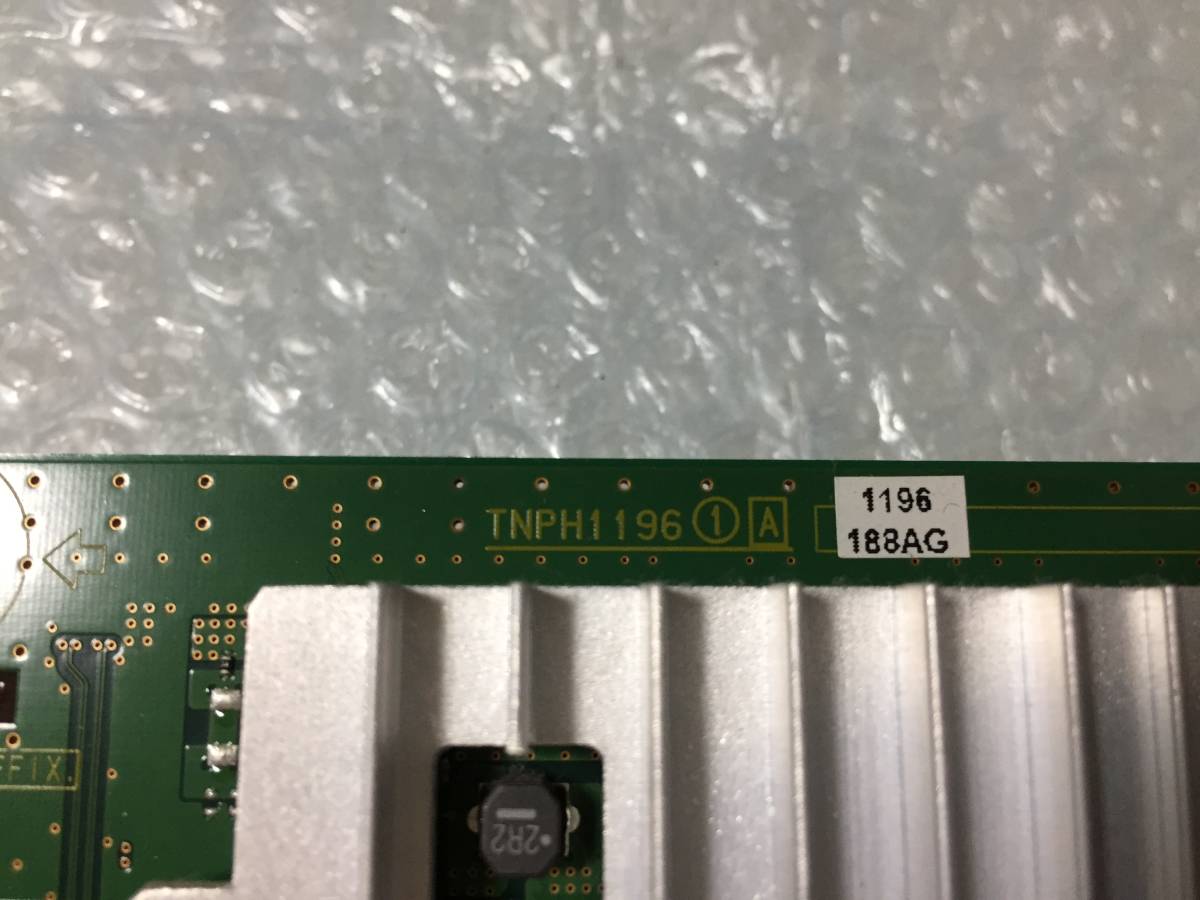 TNPH1196 ① A
1196
188AG
FFIX.
2R2